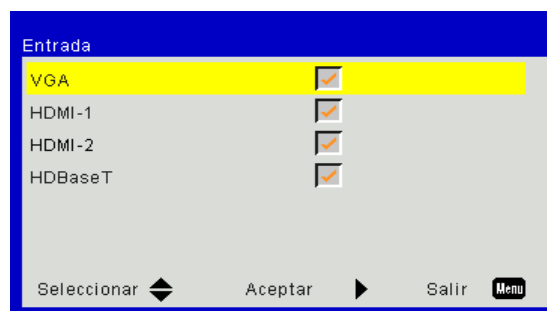 Entrada
VGA
HDMI-1
HDMI-2
HDBaseT
Seleccionar Aceptar Salir Menu